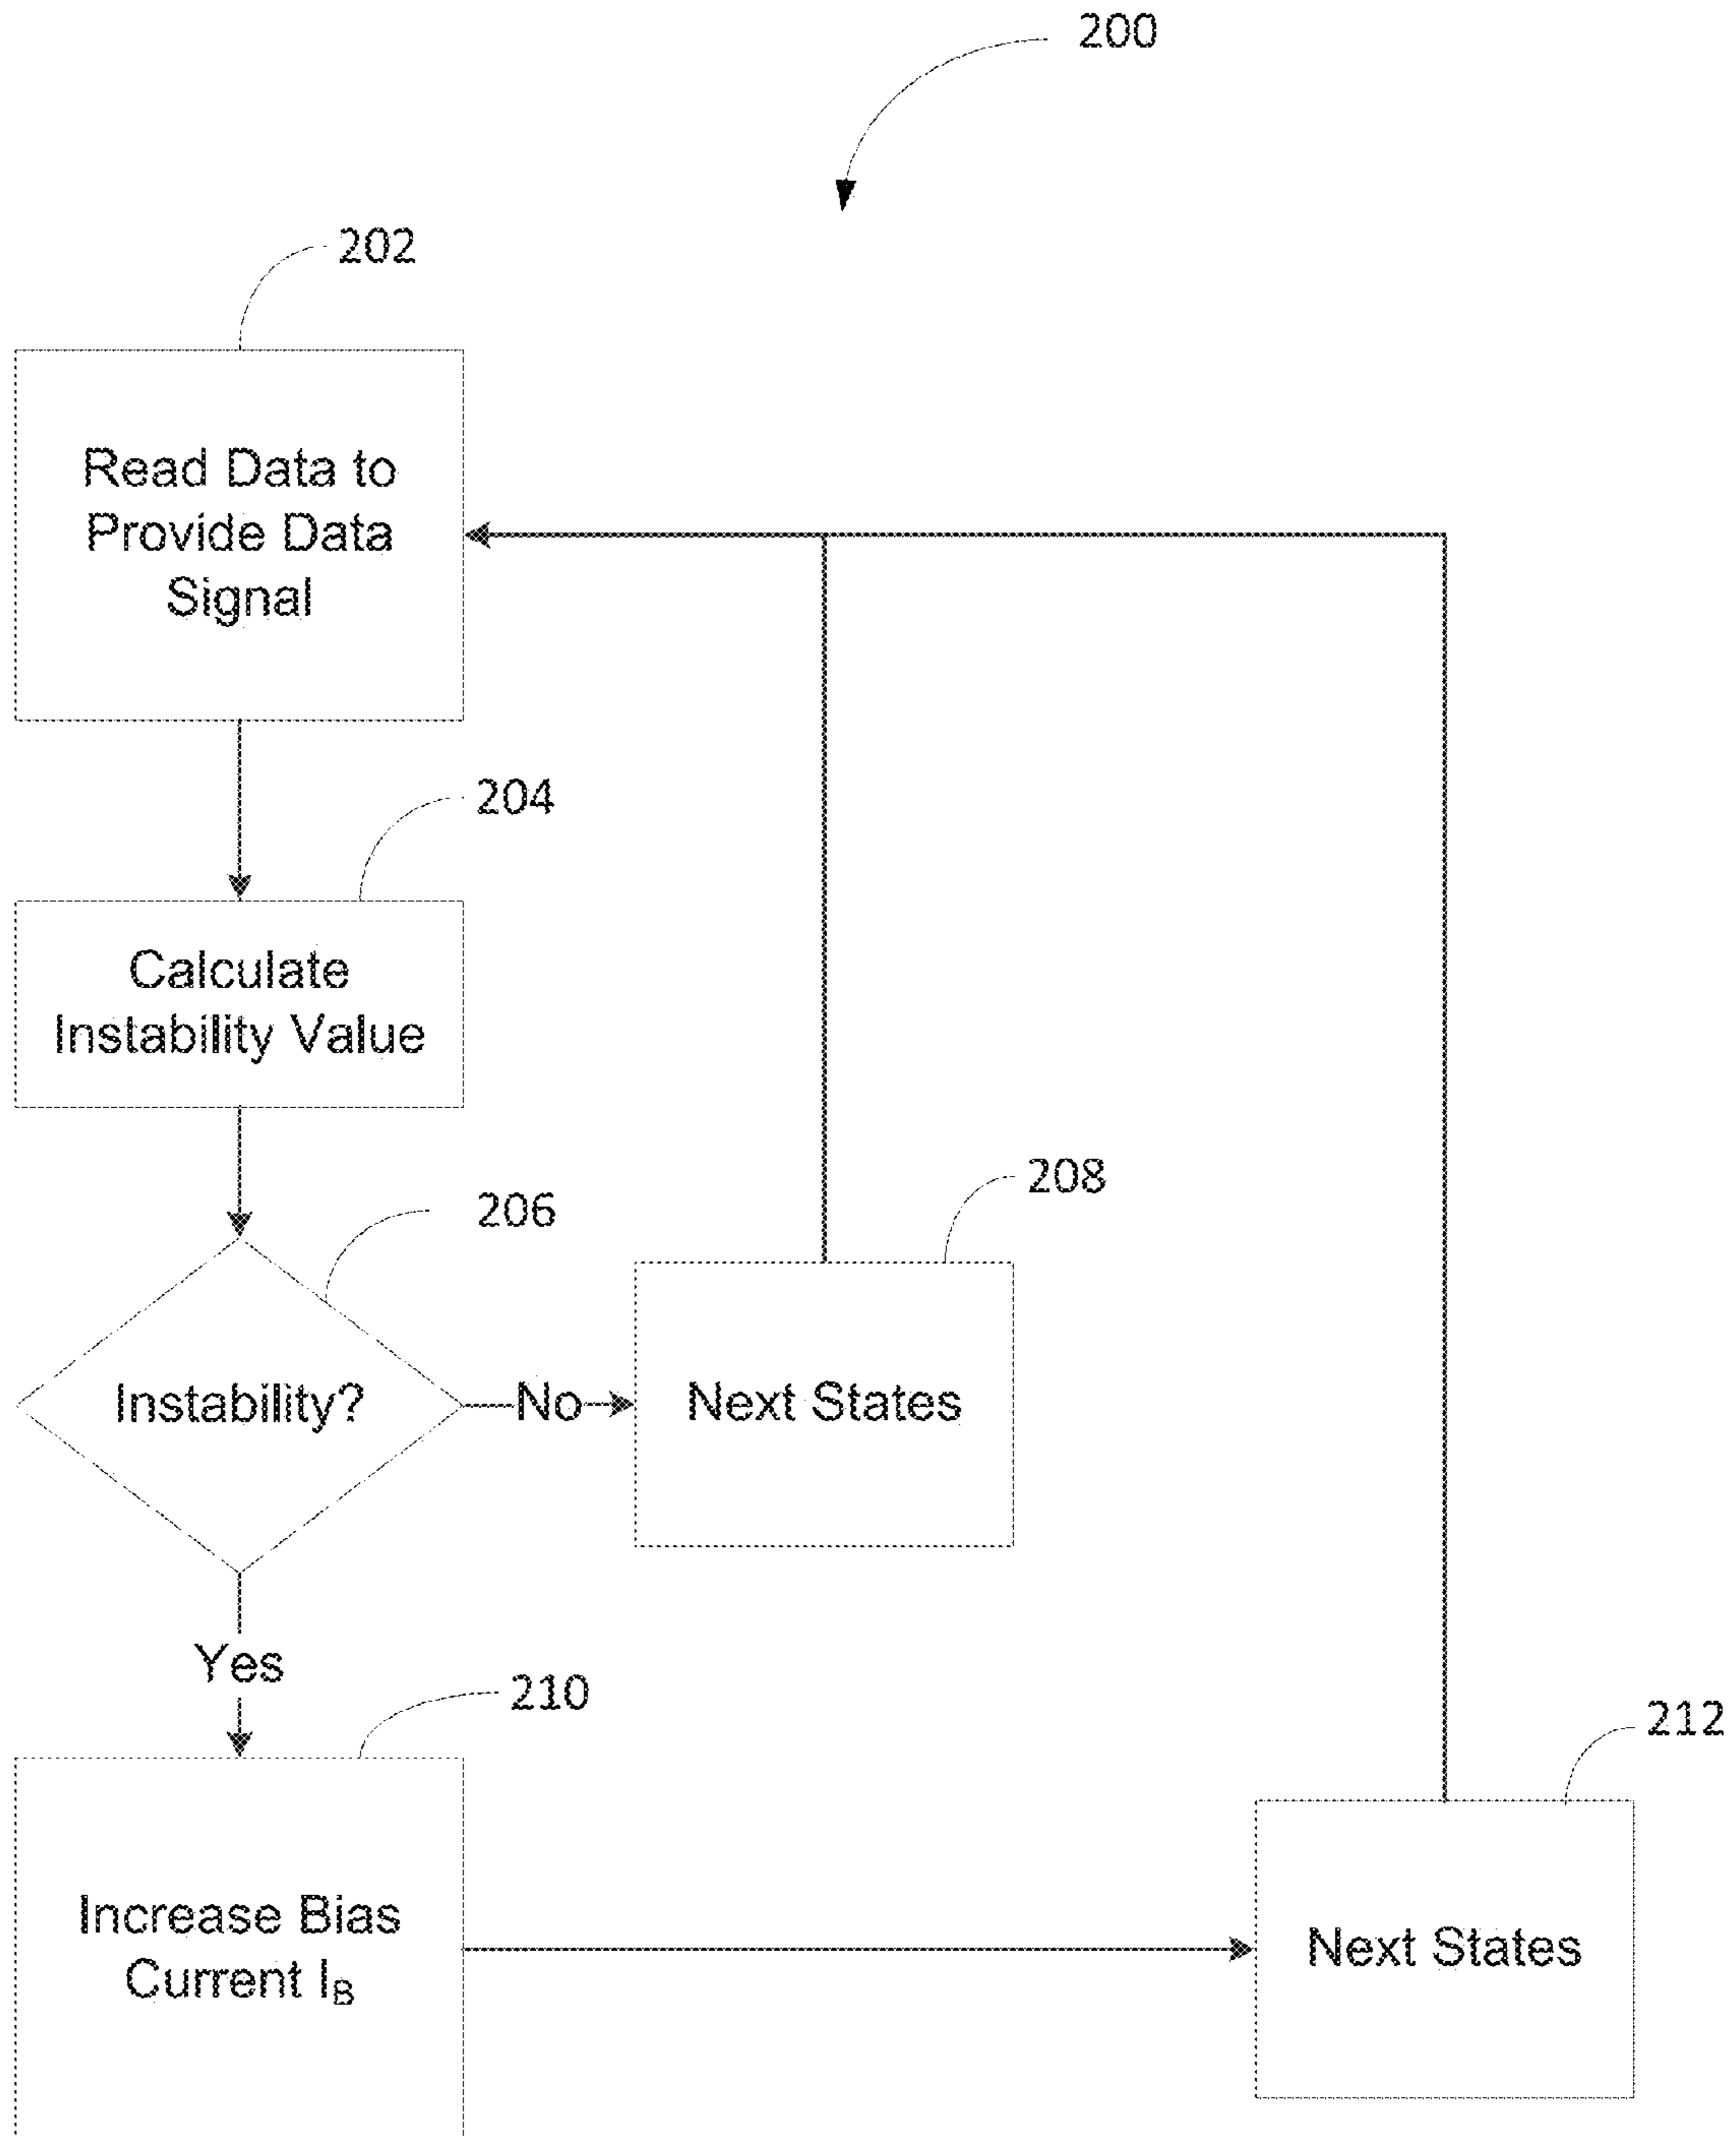 200
202
Read Data to
Provide Data
Signal
204
Calculate
Instability Value
206
208
Instability?
No
Next States
Yes
210
212
Increase Bias
Current I_B
Next States